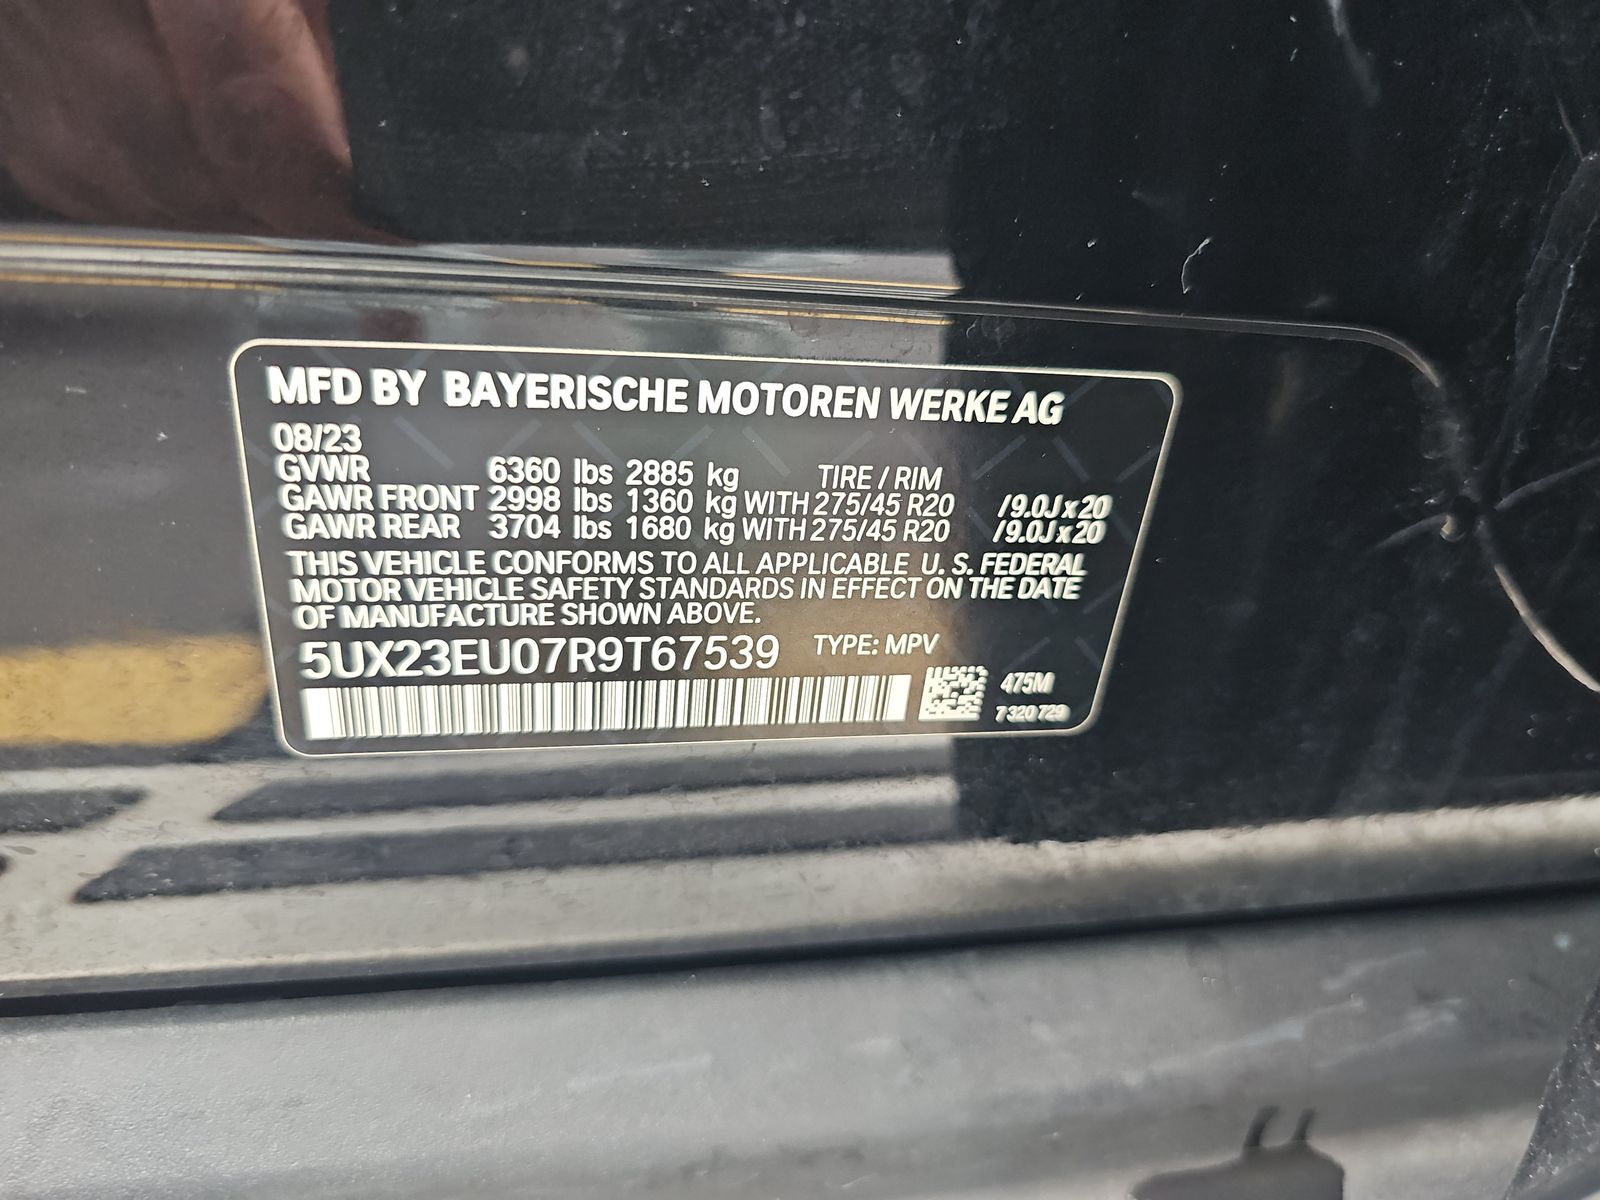 MFD BY BAYERISCHE MOTOREN WERKE AG
08/23
GVWR 6360 lbs 2885 kg TIRE / RIM
GAWR FRONT 2998 lbs 1360 kg WITH 275/45 R20 /9.0J x 20
GAWR REAR 3704 lbs 1680 kg WITH 275/45 R20 /9.0J x 20
THIS VEHICLE CONFORMS TO ALL APPLICABLE U. S. FEDERAL
MOTOR VEHICLE SAFETY STANDARDS IN EFFECT ON THE DATE
OF MANUFACTURE SHOWN ABOVE.
5UX23EU07R9T67539 TYPE: MPV
475M
7 320 729